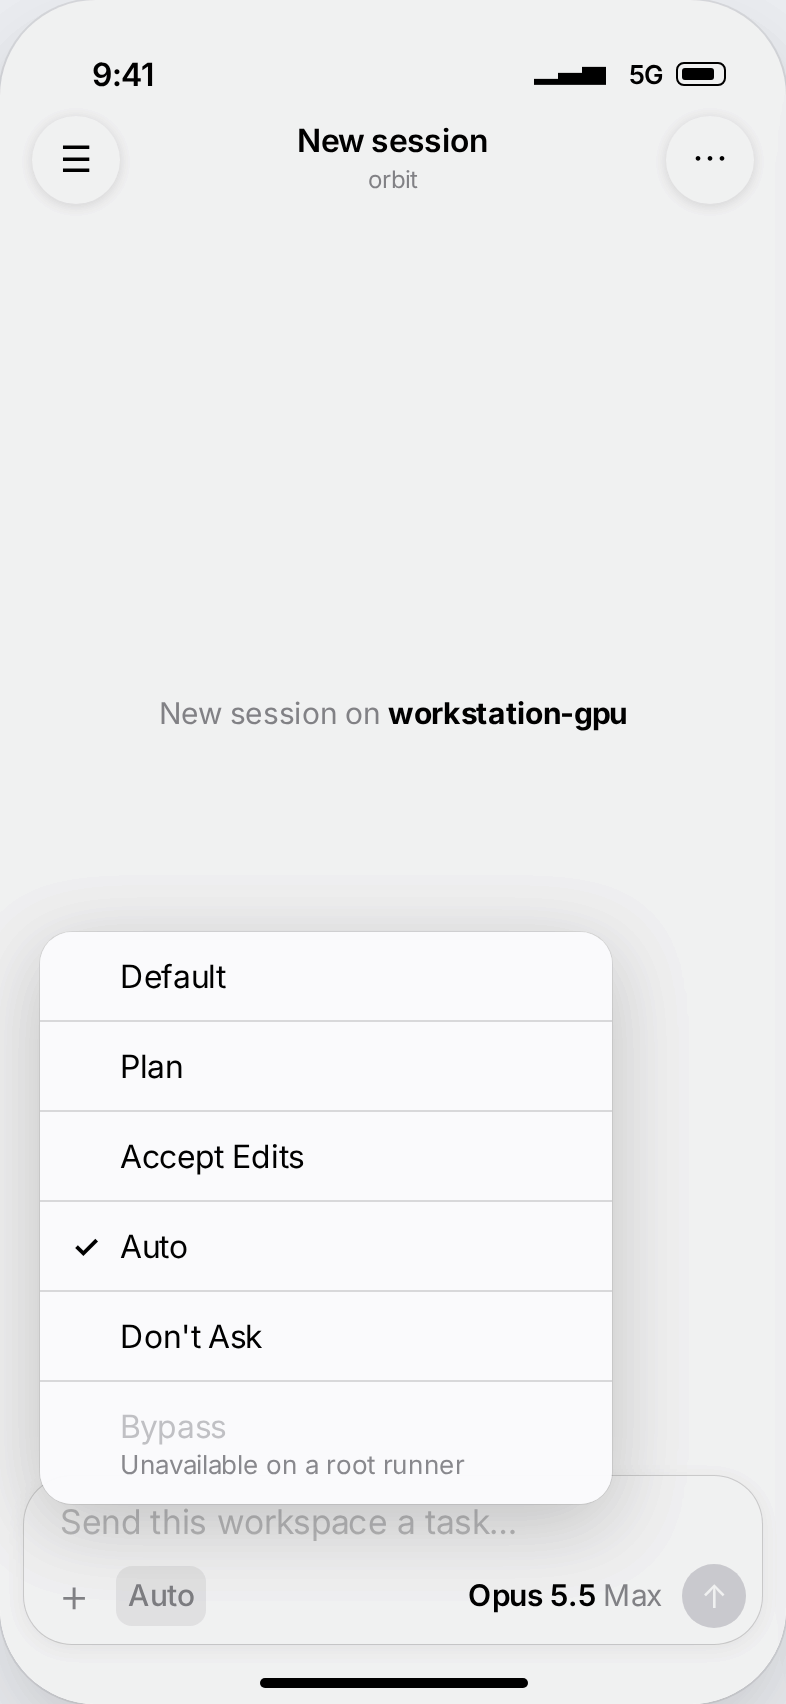 9:41
5G
New session
orbit
New session on workstation-gpu
Default
Plan
Accept Edits
Auto
Don't Ask
Bypass
Unavailable on a root runner
Send this workspace a task...
Auto
Opus 5.5 Max